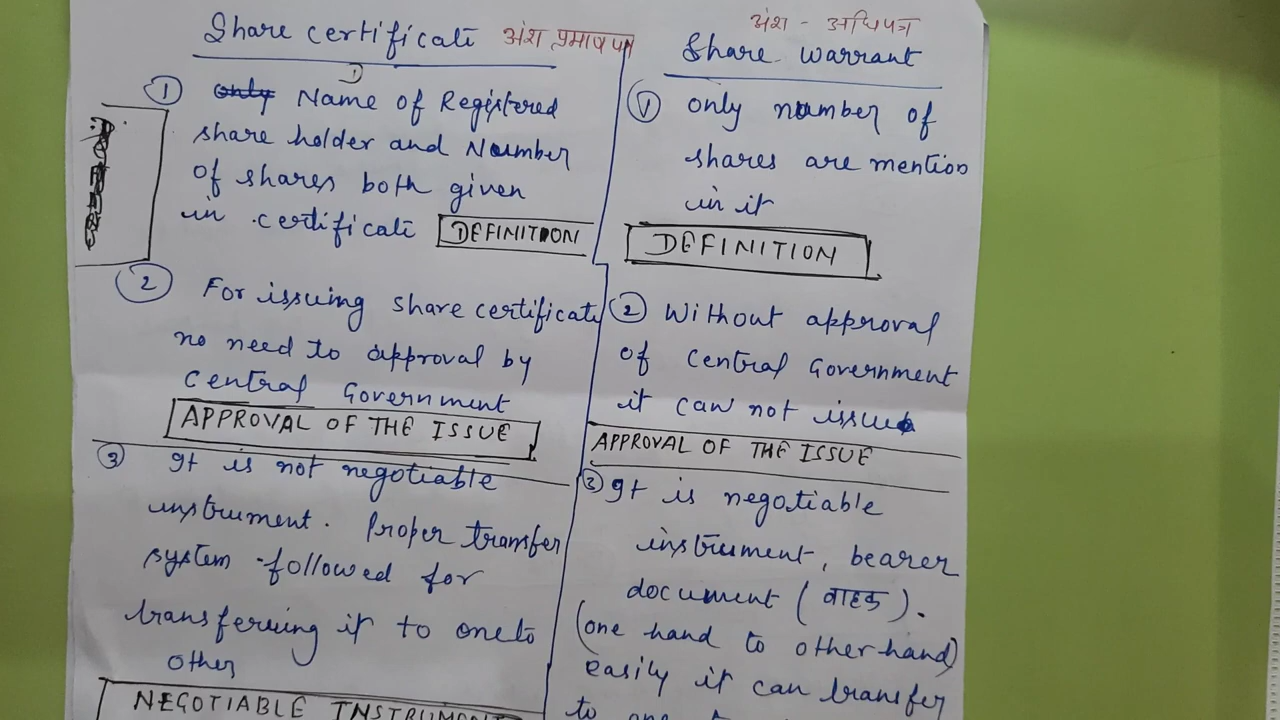 Share certificate अंश प्रमाण पत्र
① only Name of Registered
share holder and Number
of shares both given
in certificate DEFINITION
② For issuing share certificate
no need to approval by
Central Government
APPROVAL OF THE ISSUE
③ It is not negotiable
instrument. Proper transfer
system followed for
transferring it to one to
other
NEGOTIABLE INSTRUMENT
अंश - अधिपत्र
Share warrant
① only number of
shares are mention
in it
DEFINITION
② Without approval
of Central Government
it can not issue
APPROVAL OF THE ISSUE
③ It is negotiable
instrument, bearer
document (वाहक).
(one hand to other hand)
easily it can transfer
to one